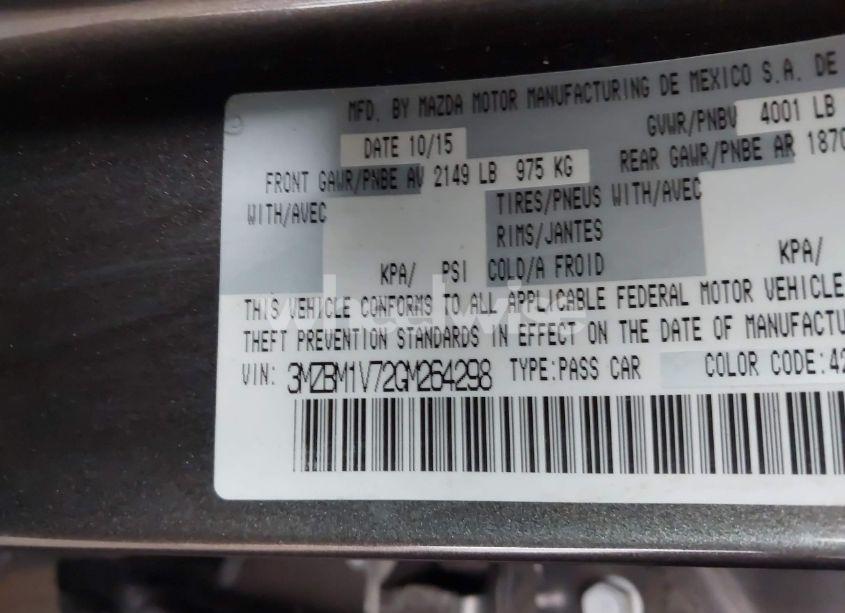 MFD. BY MAZDA MOTOR MANUFACTURING DE MEXICO S.A. DE
DATE 10/15 GVWR/PNBV 4001 LB
FRONT GAWR/PNBE AV 2149 LB 975 KG REAR GAWR/PNBE AR 1870
WITH/AVEC TIRES/PNEUS WITH/AVEC
RIMS/JANTES
KPA/ PSI COLD/A FROID KPA/
THIS VEHICLE CONFORMS TO ALL APPLICABLE FEDERAL MOTOR VEHICLE
THEFT PREVENTION STANDARDS IN EFFECT ON THE DATE OF MANUFACTU
VIN: 3MZBM1V72GM264298 TYPE:PASS CAR COLOR CODE:42
wheelwise